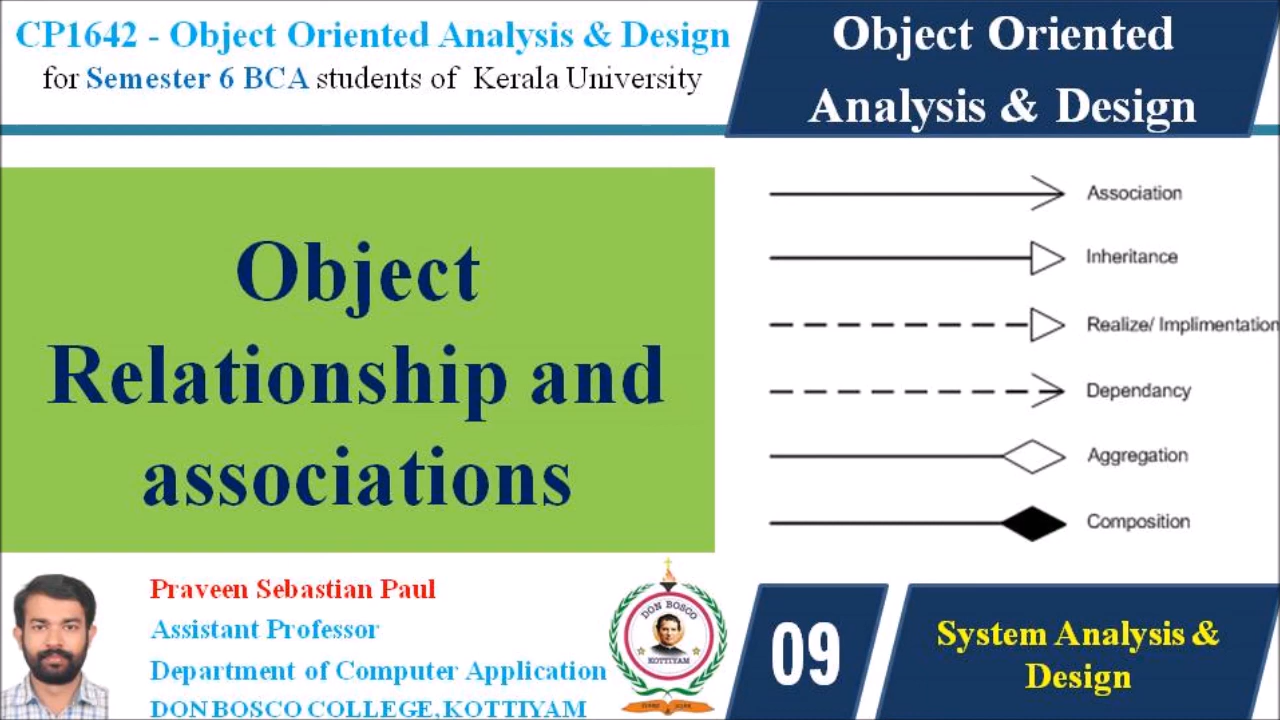 CP1642 - Object Oriented Analysis & Design
for Semester 6 BCA students of Kerala University
Object Oriented
Analysis & Design
Object
Relationship and
associations
Association
Inheritance
Realize/ Implimentation
Dependancy
Aggregation
Composition
Praveen Sebastian Paul
Assistant Professor
Department of Computer Application
DON BOSCO COLLEGE, KOTTIYAM
DON BOSCO
KOTTIYAM
09
System Analysis &
Design